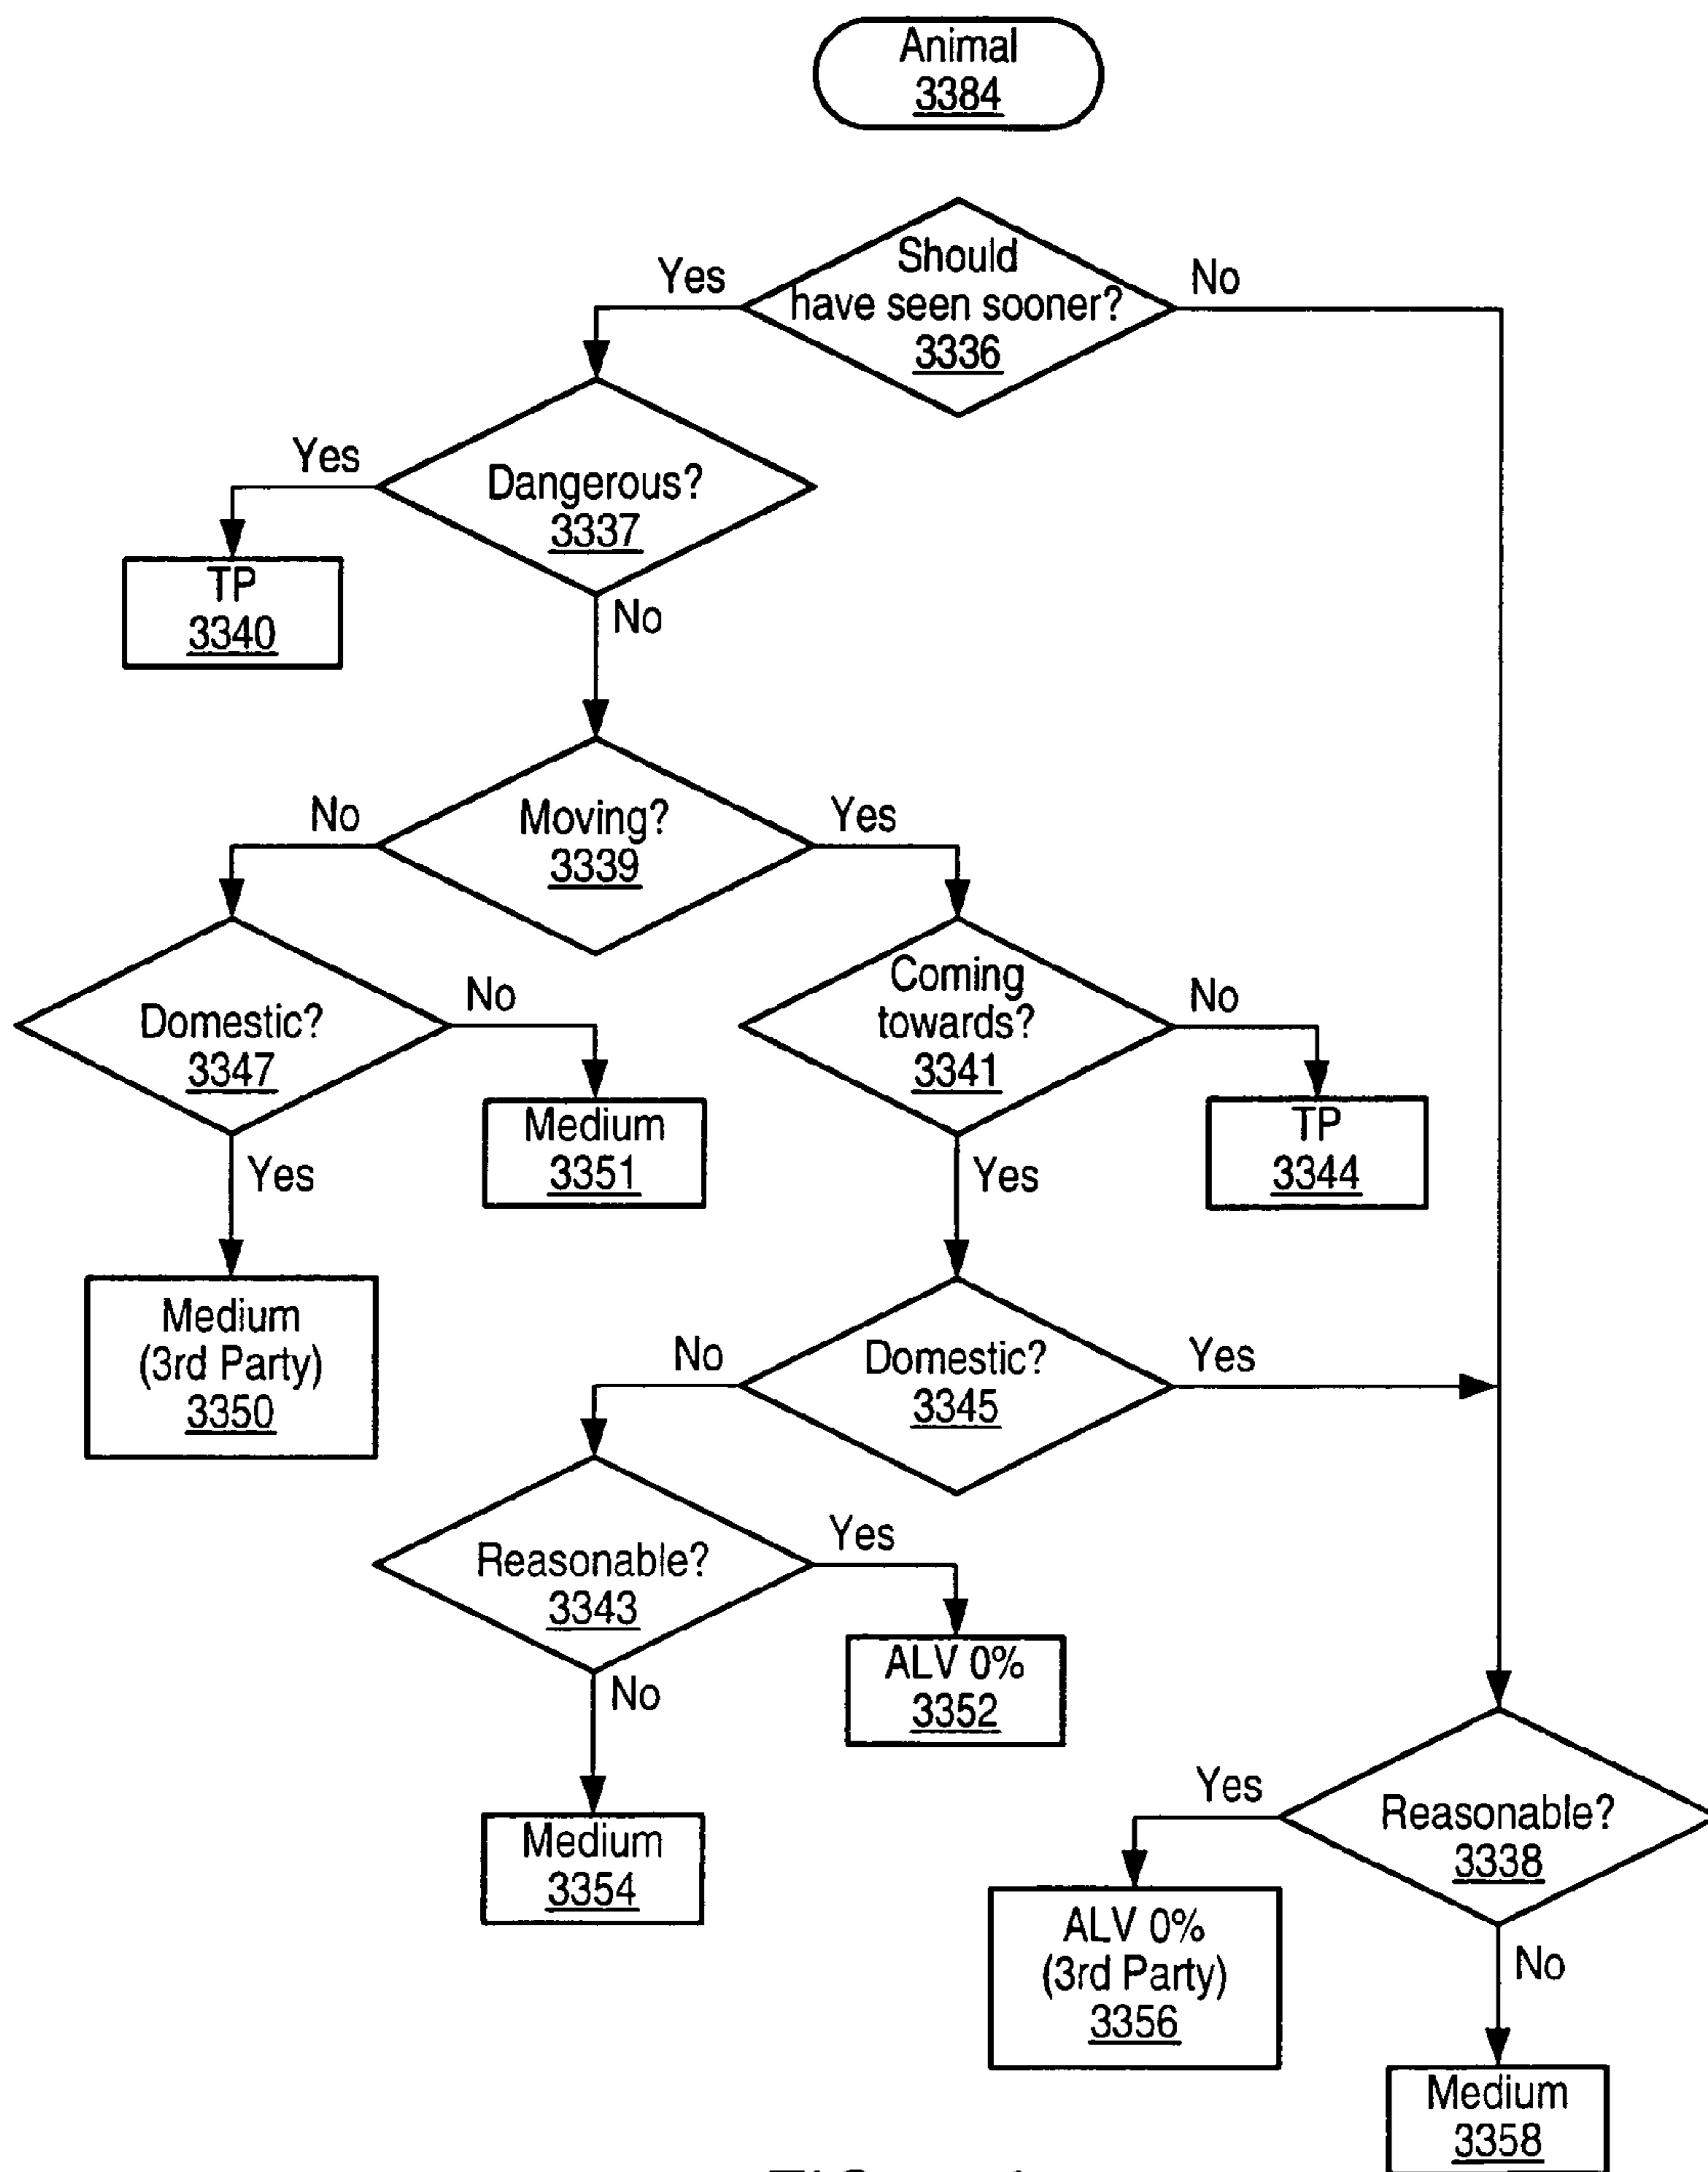 Animal
3384
Should
have seen sooner?
3336
Yes
No
Dangerous?
3337
Yes
No
TP
3340
Moving?
3339
No
Yes
Domestic?
3347
No
Yes
Coming
towards?
3341
No
Yes
Medium
3351
TP
3344
Medium
(3rd Party)
3350
Domestic?
3345
No
Yes
Reasonable?
3343
Yes
No
ALV 0%
3352
Medium
3354
Reasonable?
3338
Yes
No
ALV 0%
(3rd Party)
3356
Medium
3358